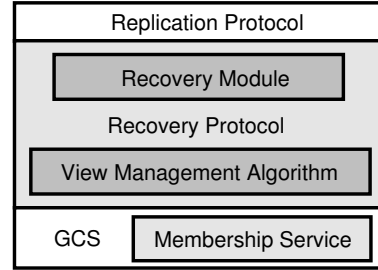 Replication Protocol
Recovery Module
Recovery Protocol
View Management Algorithm
GCS Membership Service